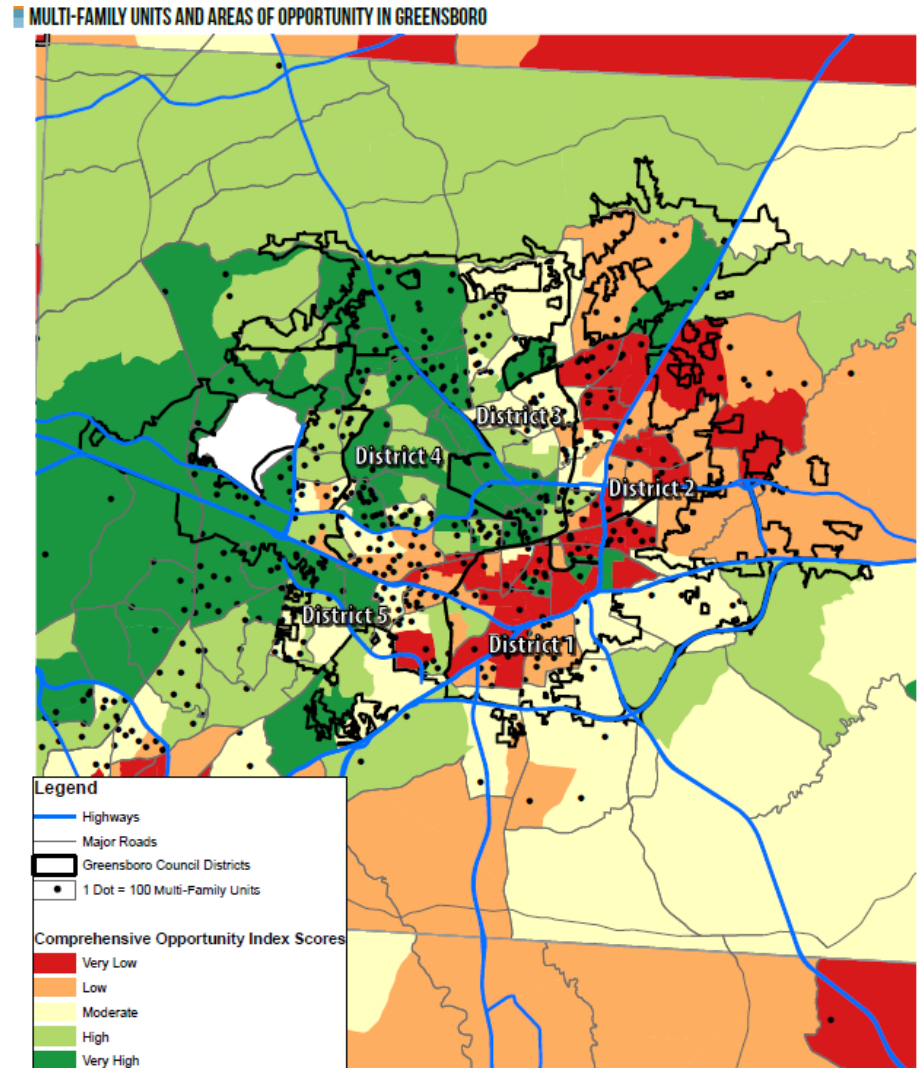 MULTI-FAMILY UNITS AND AREAS OF OPPORTUNITY IN GREENSBORO
District 3
District 4
District 2
District 5
District 1
Legend
Highways
Major Roads
Greensboro Council Districts
1 Dot = 100 Multi-Family Units
Comprehensive Opportunity Index Scores
Very Low
Low
Moderate
High
Very High